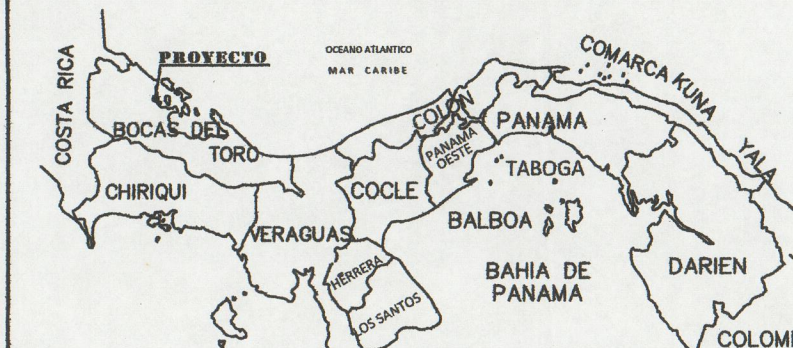 PROYECTO
OCEANO ATLANTICO
MAR CARIBE
COMARCA KUNA
YALA
COSTA RICA
COLON
BOCAS DEL
TORO
PANAMA
PANAMA
OESTE
TABOGA
CHIRIQUI
COCLE
VERAGUAS
BALBOA
HERRERA
BAHIA DE
PANAMA
DARIEN
LOS SANTOS
COLOM